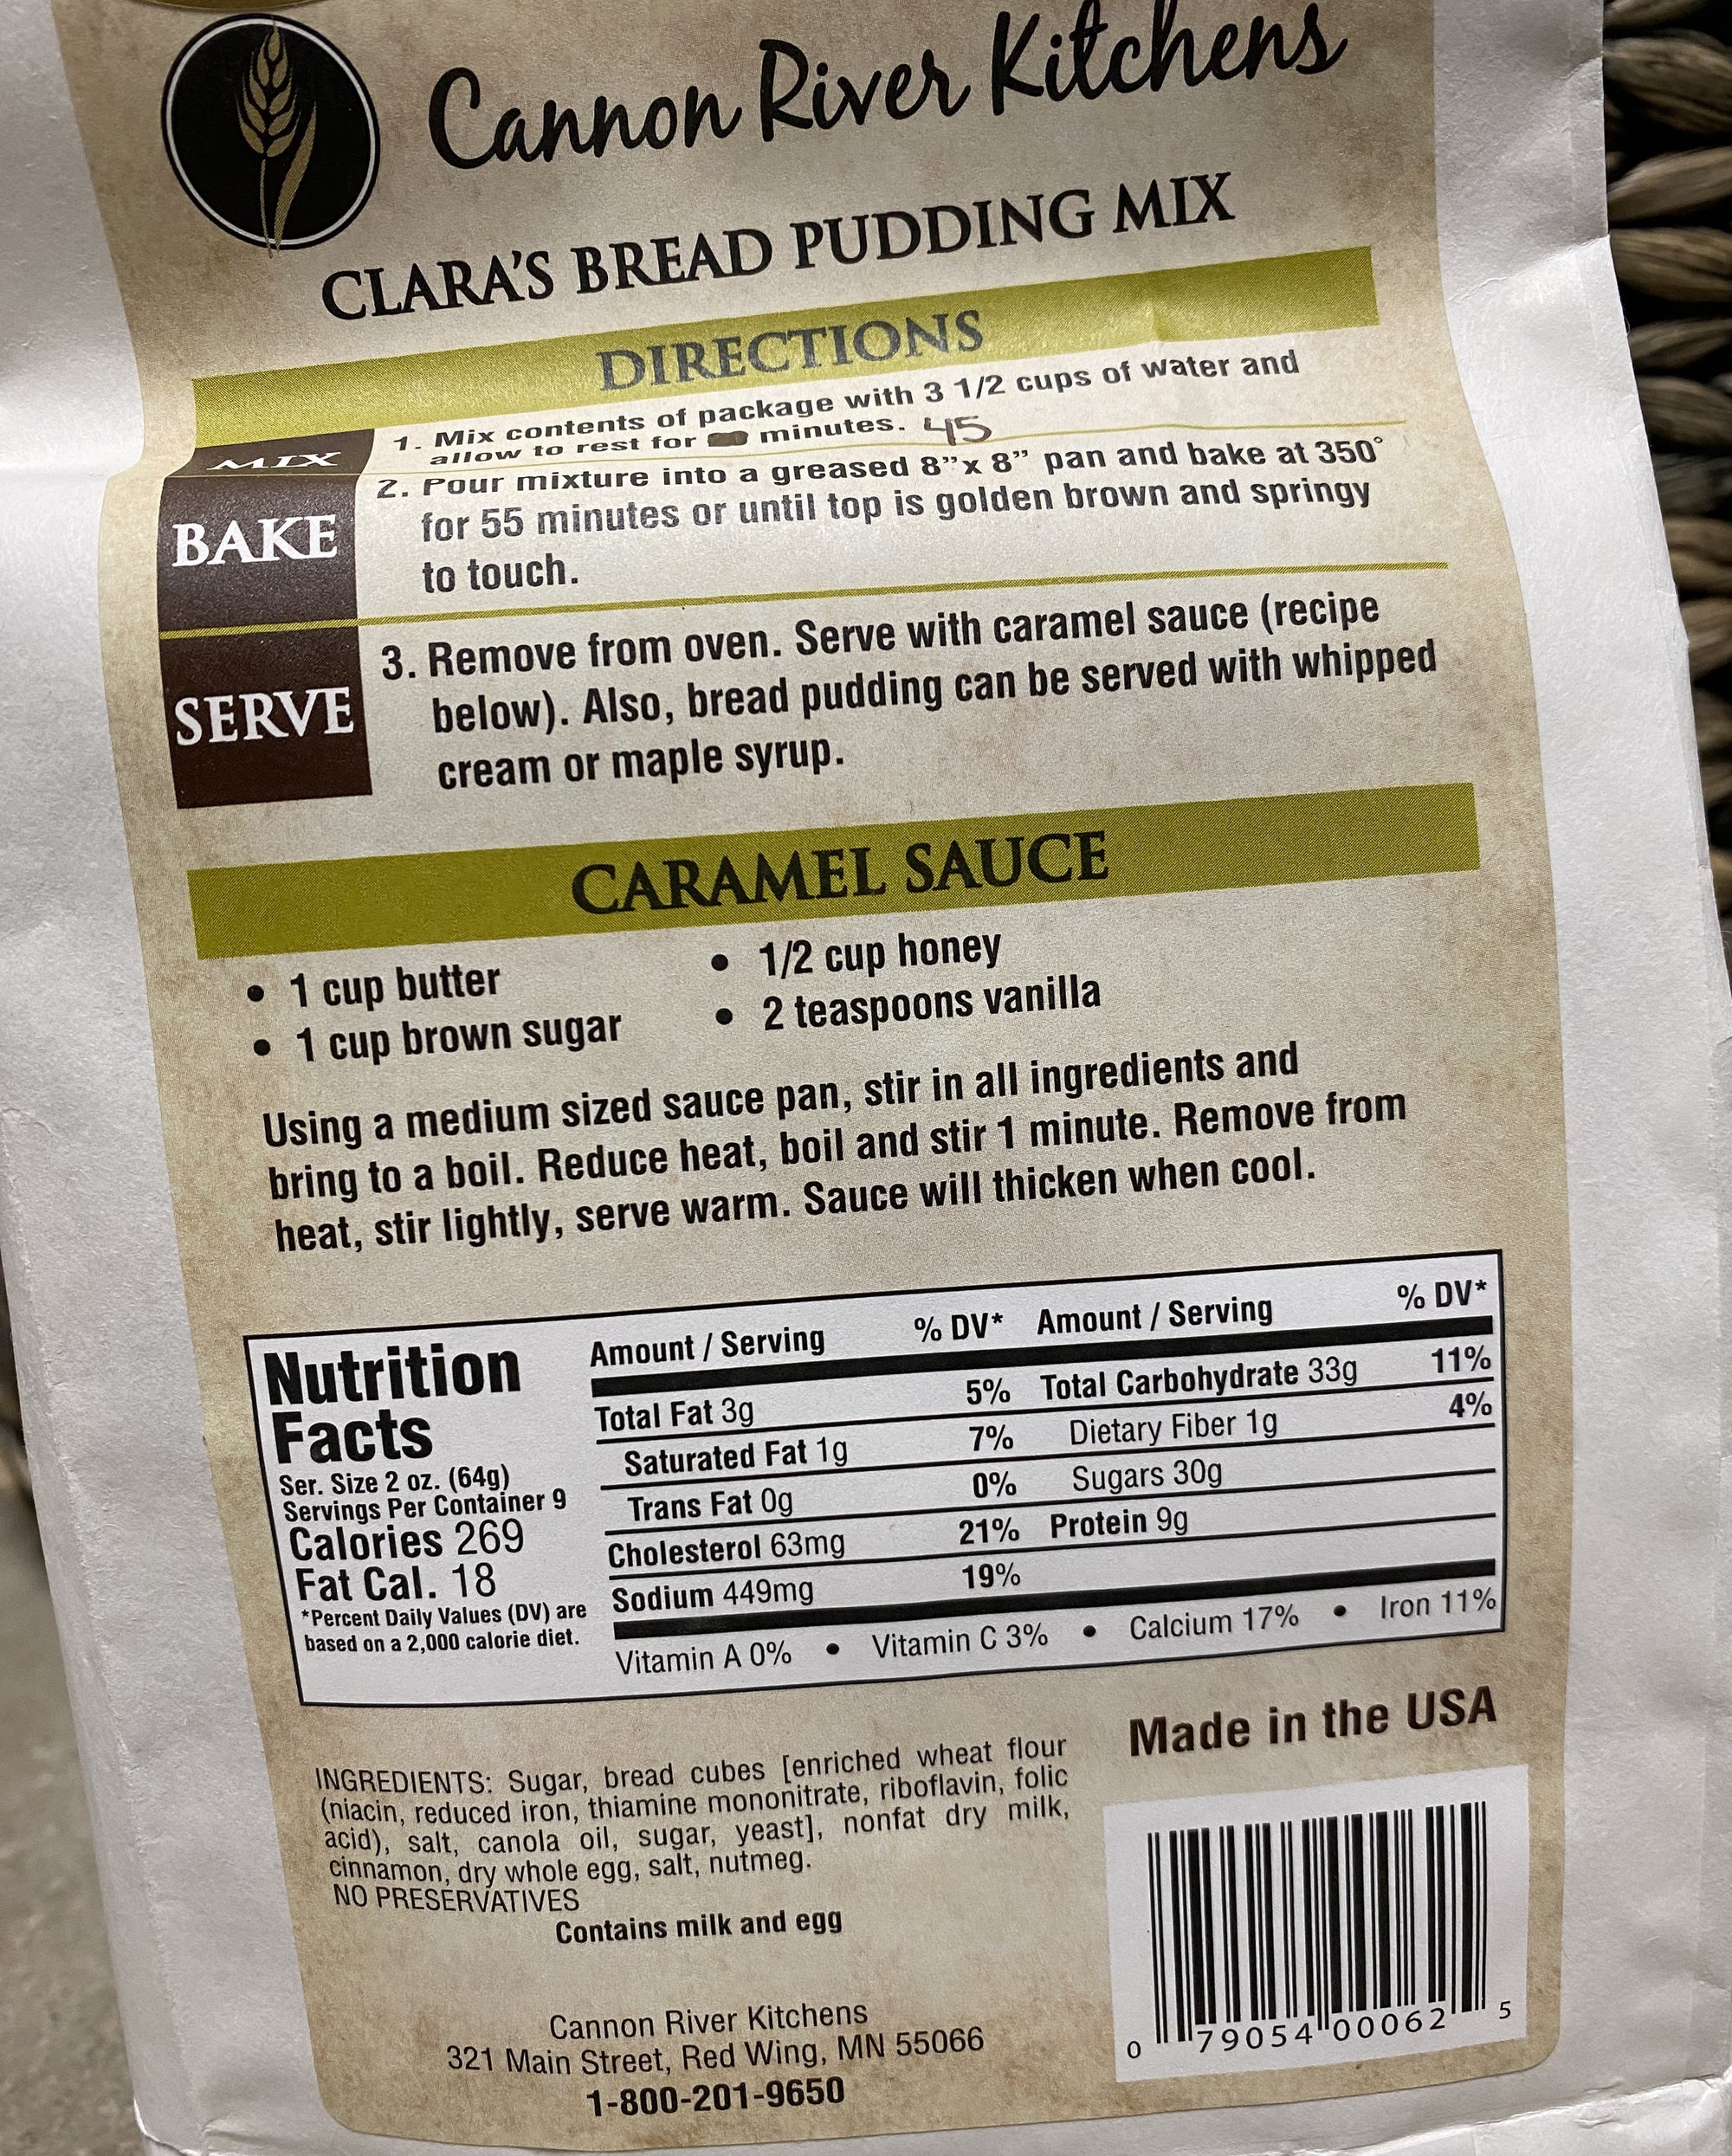 Cannon River Kitchens
CLARA'S BREAD PUDDING MIX
DIRECTIONS
MIX
1. Mix contents of package with 3 1/2 cups of water and
allow to rest for minutes. 45
BAKE
2. Pour mixture into a greased 8"x 8" pan and bake at 350°
for 55 minutes or until top is golden brown and springy
to touch.
SERVE
3. Remove from oven. Serve with caramel sauce (recipe
below). Also, bread pudding can be served with whipped
cream or maple syrup.
CARAMEL SAUCE
• 1 cup butter
• 1 cup brown sugar
• 1/2 cup honey
• 2 teaspoons vanilla
Using a medium sized sauce pan, stir in all ingredients and
bring to a boil. Reduce heat, boil and stir 1 minute. Remove from
heat, stir lightly, serve warm. Sauce will thicken when cool.
Nutrition
Facts
Ser. Size 2 oz. (64g)
Servings Per Container 9
Calories 269
Fat Cal. 18
*Percent Daily Values (DV) are
based on a 2,000 calorie diet.
Amount / Serving % DV* Amount / Serving % DV*
Total Fat 3g 5% Total Carbohydrate 33g 11%
Saturated Fat 1g 7% Dietary Fiber 1g 4%
Trans Fat 0g 0% Sugars 30g
Cholesterol 63mg 21% Protein 9g
Sodium 449mg 19%
Vitamin A 0% • Vitamin C 3% • Calcium 17% • Iron 11%
INGREDIENTS: Sugar, bread cubes [enriched wheat flour
(niacin, reduced iron, thiamine mononitrate, riboflavin, folic
acid), salt, canola oil, sugar, yeast], nonfat dry milk,
cinnamon, dry whole egg, salt, nutmeg.
NO PRESERVATIVES
Contains milk and egg
Cannon River Kitchens
321 Main Street, Red Wing, MN 55066
1-800-201-9650
Made in the USA
0 79054 00062 5